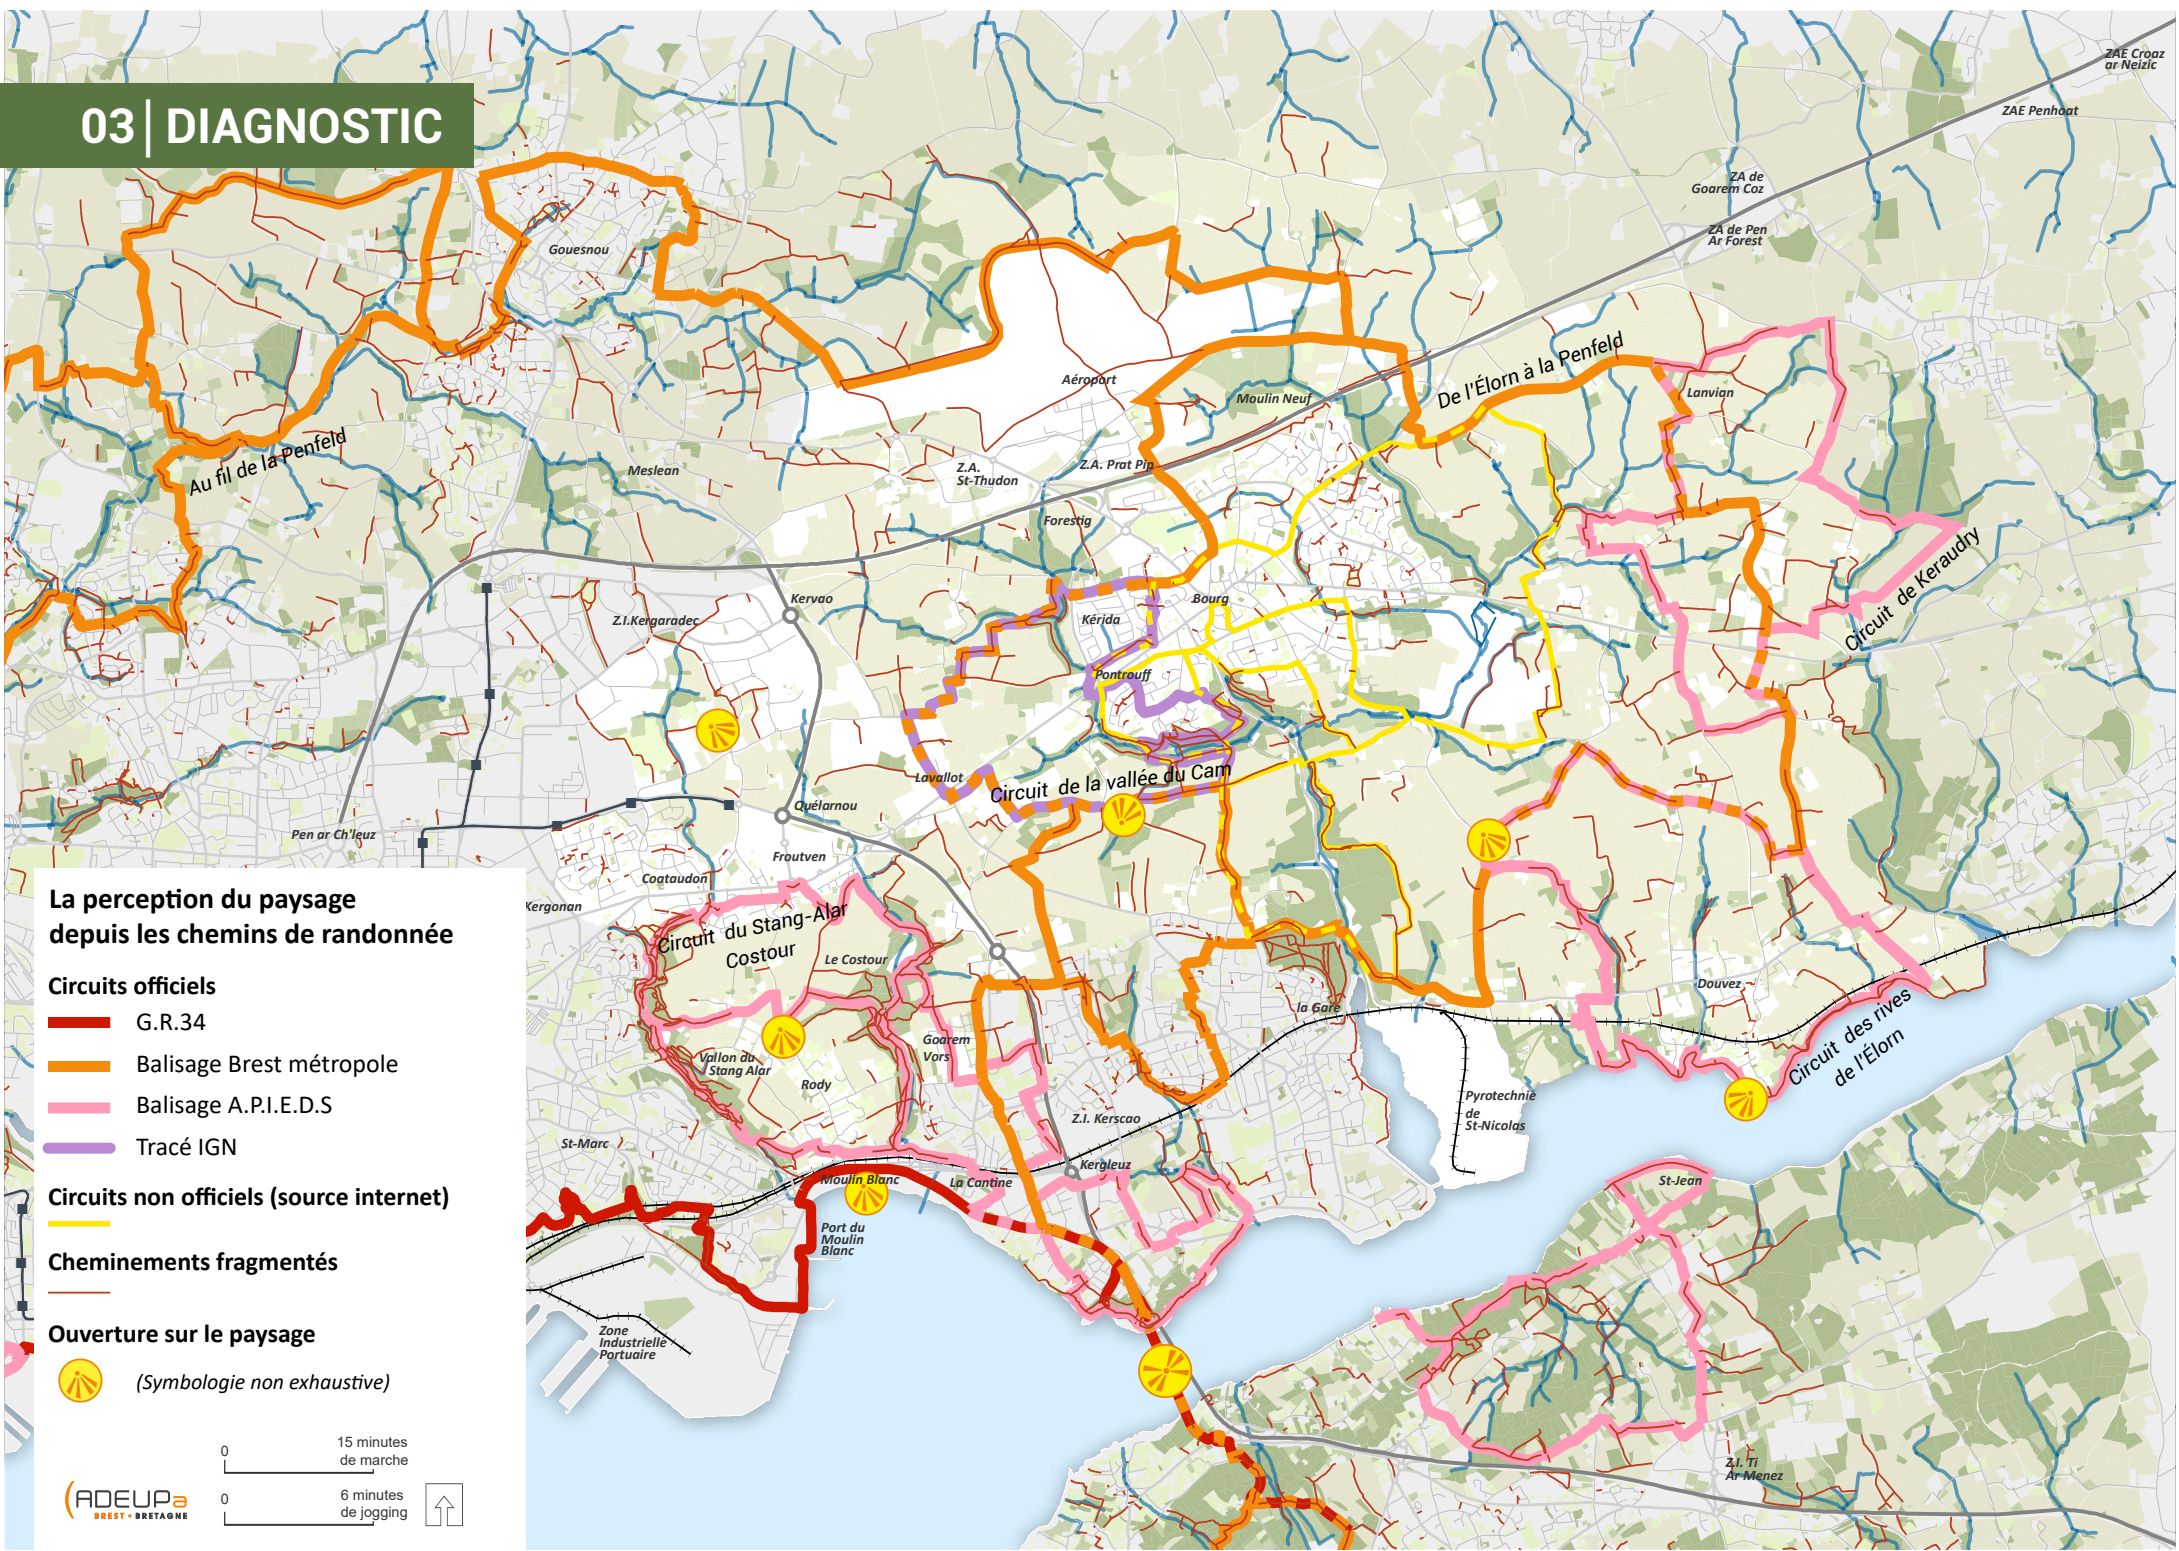 03 | DIAGNOSTIC
ZAE Croaz
ar Neizic
ZAE Penhoat
ZA de
Goarem Coz
ZA de Pen
Ar Forest
Gouesnou
Aéroport
Moulin Neuf
De l'Élorn à la Penfeld
Lanvian
Au fil de la Penfeld
Meslean
Z.A.
St-Thudon
Z.A. Prat Pip
Forestig
Kervao
Z.I.Kergaradec
Bourg
Kérida
Circuit de Keraudry
Pontrouff
Lavallot
Circuit de la vallée du Cam
Quélarnou
Pen ar Ch'leuz
Froutven
Coataudon
Kergonan
Circuit du Stang-Alar
Costour
Le Costour
Douvez
la Gare
Goarem
Vors
Vallon du
Stang Alar
Rody
Circuit des rives
de l'Élorn
Pyrotechnie
de
St-Nicolas
Z.I. Kerscao
St-Marc
Kergleuz
Moulin Blanc
La Cantine
St-Jean
Port du
Moulin
Blanc
Zone
Industrielle
Portuaire
Z.I. Ti
Ar Menez
La perception du paysage
depuis les chemins de randonnée
Circuits officiels
G.R.34
Balisage Brest métropole
Balisage A.P.I.E.D.S
Tracé IGN
Circuits non officiels (source internet)
Cheminements fragmentés
Ouverture sur le paysage
(Symbologie non exhaustive)
0
15 minutes
de marche
0
6 minutes
de jogging
ADEUPa
BREST • BRETAGNE